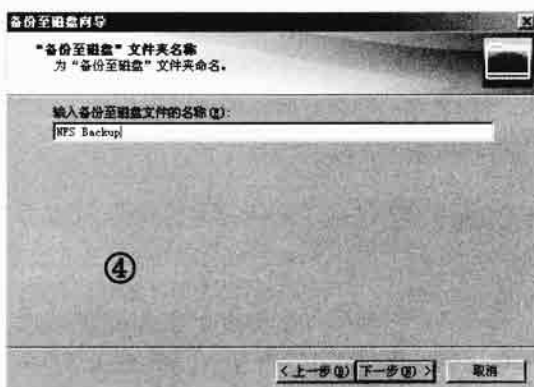 备份至磁盘向导
“备份至磁盘”文件夹名称
为“备份至磁盘”文件夹命名。
输入备份至磁盘文件的名称(E):
NFS Backup
④
<上一步(B) 下一步(N)> 取消